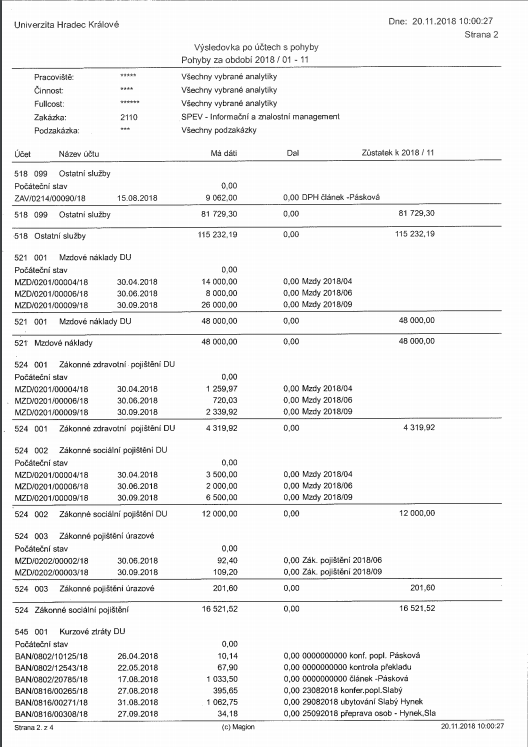 Univerzita Hradec Králové Dne: 20.11.2018 10:00:27
Strana 2
Výsledovka po účtech s pohyby
Pohyby za období 2018 / 01 - 11
Pracoviště: ***** Všechny vybrané analytiky
Činnost: **** Všechny vybrané analytiky
Fullcost: ****** Všechny vybrané analytiky
Zakázka: 2110 SPEV - Informační a znalostní management
Podzakázka: *** Všechny podzakázky
Účet Název účtu Má dáti Dal Zůstatek k 2018 / 11
518 099 Ostatní služby
Počáteční stav 0,00
ZAV/0214/00090/18 15.08.2018 9 062,00 0,00 DPH článek -Pásková
518 099 Ostatní služby 81 729,30 0,00 81 729,30
518 Ostatní služby 115 232,19 0,00 115 232,19
521 001 Mzdové náklady DU
Počáteční stav 0,00
MZD/0201/00004/18 30.04.2018 14 000,00 0,00 Mzdy 2018/04
MZD/0201/00006/18 30.06.2018 8 000,00 0,00 Mzdy 2018/06
MZD/0201/00009/18 30.09.2018 26 000,00 0,00 Mzdy 2018/09
521 001 Mzdové náklady DU 48 000,00 0,00 48 000,00
521 Mzdové náklady 48 000,00 0,00 48 000,00
524 001 Zákonné zdravotní pojištění DU
Počáteční stav 0,00
MZD/0201/00004/18 30.04.2018 1 259,97 0,00 Mzdy 2018/04
MZD/0201/00006/18 30.06.2018 720,03 0,00 Mzdy 2018/06
MZD/0201/00009/18 30.09.2018 2 339,92 0,00 Mzdy 2018/09
524 001 Zákonné zdravotní pojištění DU 4 319,92 0,00 4 319,92
524 002 Zákonné sociální pojištění DU
Počáteční stav 0,00
MZD/0201/00004/18 30.04.2018 3 500,00 0,00 Mzdy 2018/04
MZD/0201/00006/18 30.06.2018 2 000,00 0,00 Mzdy 2018/06
MZD/0201/00009/18 30.09.2018 6 500,00 0,00 Mzdy 2018/09
524 002 Zákonné sociální pojištění DU 12 000,00 0,00 12 000,00
524 003 Zákonné pojištění úrazové
Počáteční stav 0,00
MZD/0202/00002/18 30.06.2018 92,40 0,00 Zák. pojištění 2018/06
MZD/0202/00003/18 30.09.2018 109,20 0,00 Zák. pojištění 2018/09
524 003 Zákonné pojištění úrazové 201,60 0,00 201,60
524 Zákonné sociální pojištění 16 521,52 0,00 16 521,52
545 001 Kurzové ztráty DU
Počáteční stav 0,00
BAN/0802/10125/18 26.04.2018 10,14 0,00 0000000000 konf. popl. Pásková
BAN/0802/12543/18 22.05.2018 67,90 0,00 0000000000 kontrola překladu
BAN/0802/20785/18 17.08.2018 1 033,50 0,00 0000000000 článek -Pásková
BAN/0816/00265/18 27.08.2018 395,65 0,00 23082018 konfer.popl.Slabý
BAN/0816/00271/18 31.08.2018 1 062,75 0,00 29082018 ubytování Slabý Hynek
BAN/0816/00308/18 27.09.2018 34,18 0,00 25092018 přeprava osob - Hynek,Sla
Strana 2. z 4 (c) Magion 20.11.2018 10:00:27